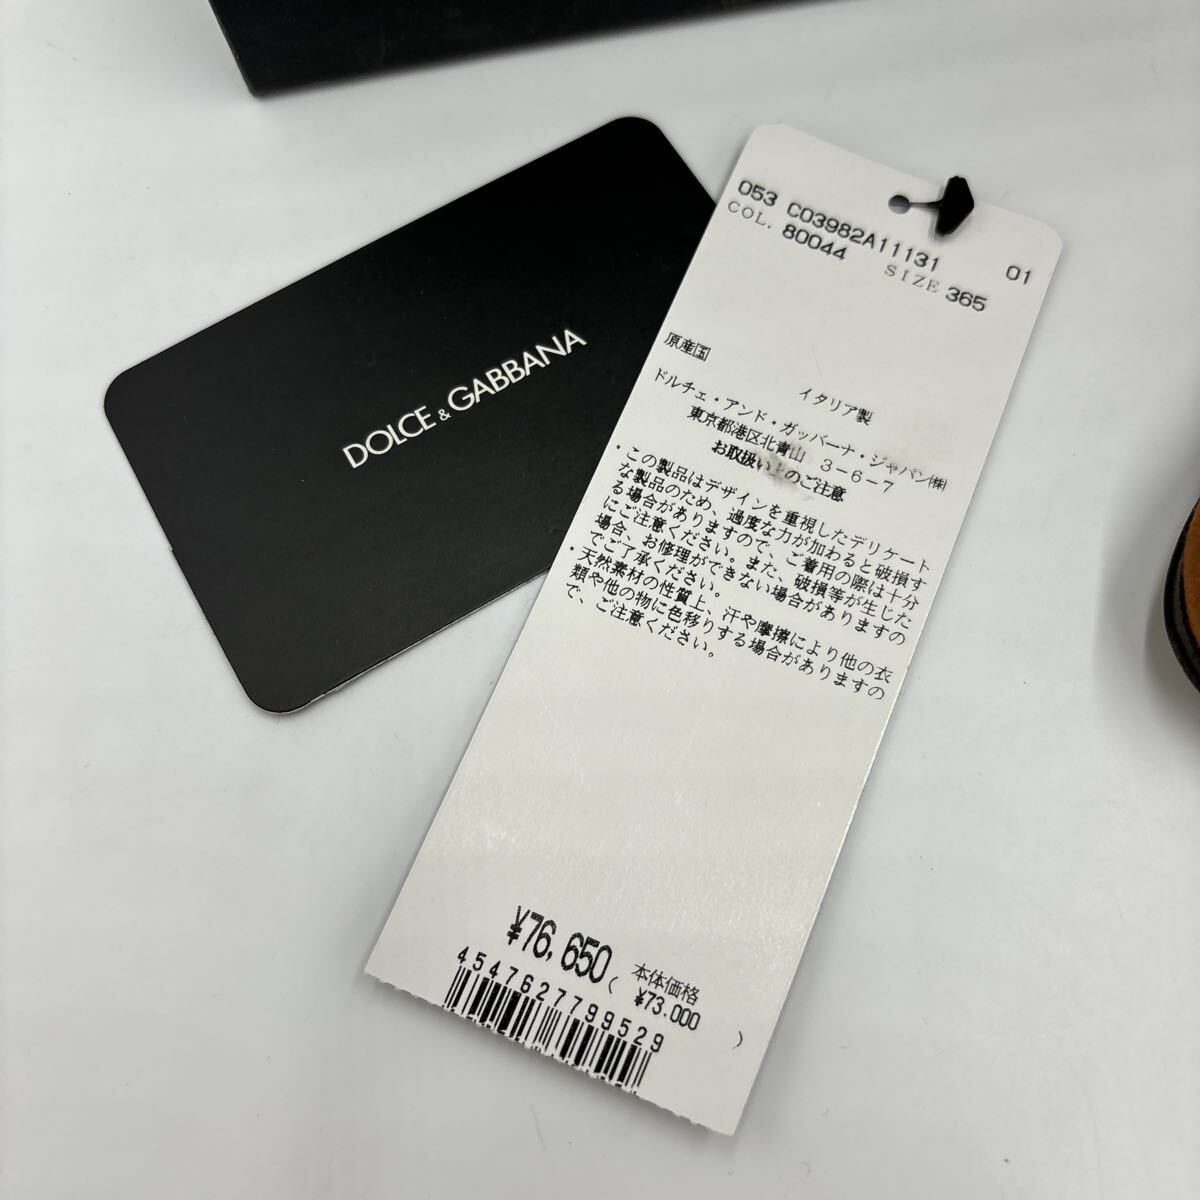 DOLCE & GABBANA
053 C03982A11131 01
COL. 80044 SIZE 365
原産国
イタリア製
ドルチェ・アンド・ガッバーナ・ジャパン㈱
東京都港区北青山 3-6-7
お取扱い上のご注意
・この製品はデザインを重視したデリケート
な製品のため、過度な力が加わると破損す
る場合がありますので、ご着用の際は十分
にご注意ください。また、破損等が生じた
場合、お修理ができない場合がありますの
でご了承ください。
・天然素材の性質上、汗や摩擦により他の衣
類や他の物に色移りする場合がありますの
で、ご注意ください。
¥76,650( 本体価格 ¥73.000 )
4547627799529